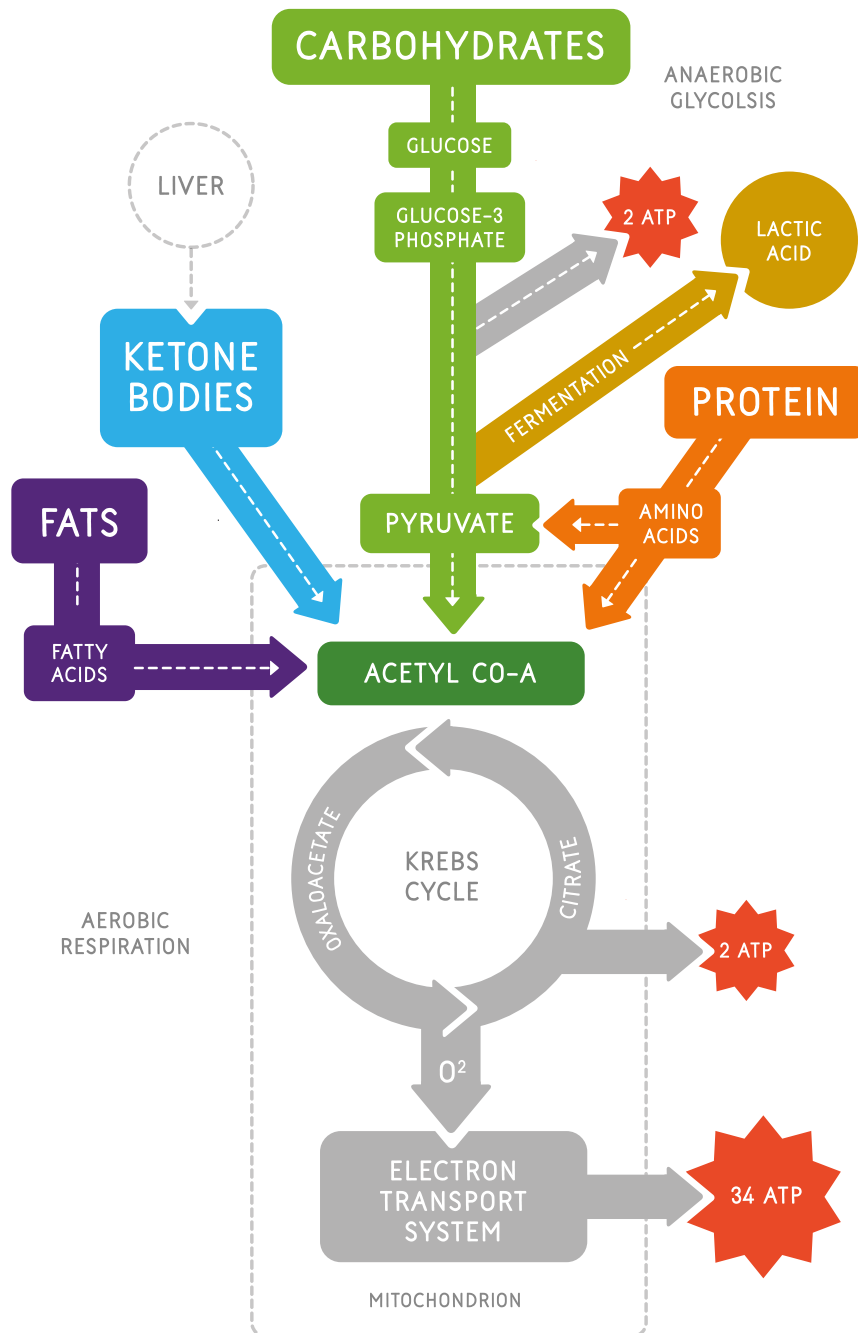 CARBOHYDRATES
ANAEROBIC
GLYCOLSIS
GLUCOSE
LIVER
GLUCOSE-3
PHOSPHATE
2 ATP
LACTIC
ACID
KETONE
BODIES
FERMENTATION
PROTEIN
FATS
PYRUVATE
AMINO
ACIDS
FATTY
ACIDS
ACETYL CO-A
OXALOACETATE
KREBS
CYCLE
CITRATE
AEROBIC
RESPIRATION
2 ATP
O²
ELECTRON
TRANSPORT
SYSTEM
34 ATP
MITOCHONDRION